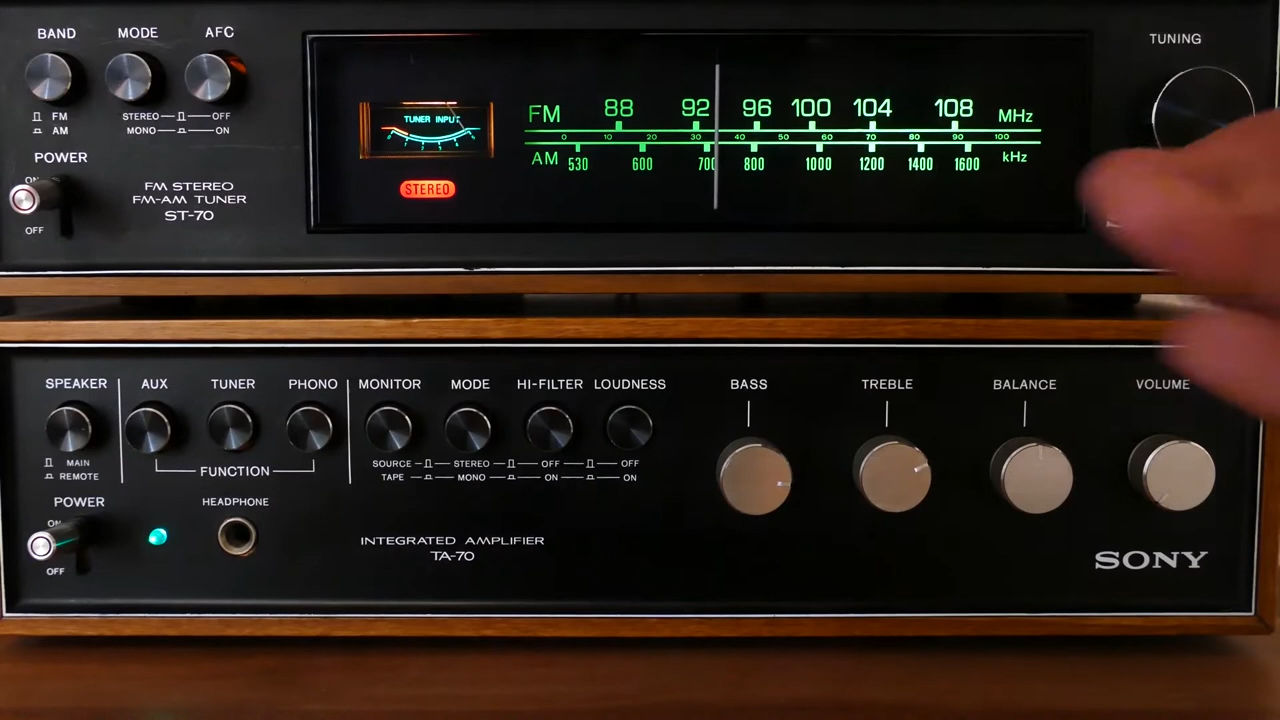 BAND MODE AFC TUNING
FM STEREO OFF
AM MONO ON
POWER
ON
OFF
FM STEREO
FM-AM TUNER
ST-70
TUNER INPUT
STEREO
FM 88 92 96 100 104 108 MHz
0 10 20 30 40 50 60 70 80 90 100
AM 530 600 700 800 1000 1200 1400 1600 kHz
SPEAKER AUX TUNER PHONO MONITOR MODE HI-FILTER LOUDNESS BASS TREBLE BALANCE VOLUME
MAIN SOURCE STEREO OFF OFF
REMOTE FUNCTION TAPE MONO ON ON
POWER HEADPHONE
ON
OFF
INTEGRATED AMPLIFIER
TA-70
SONY